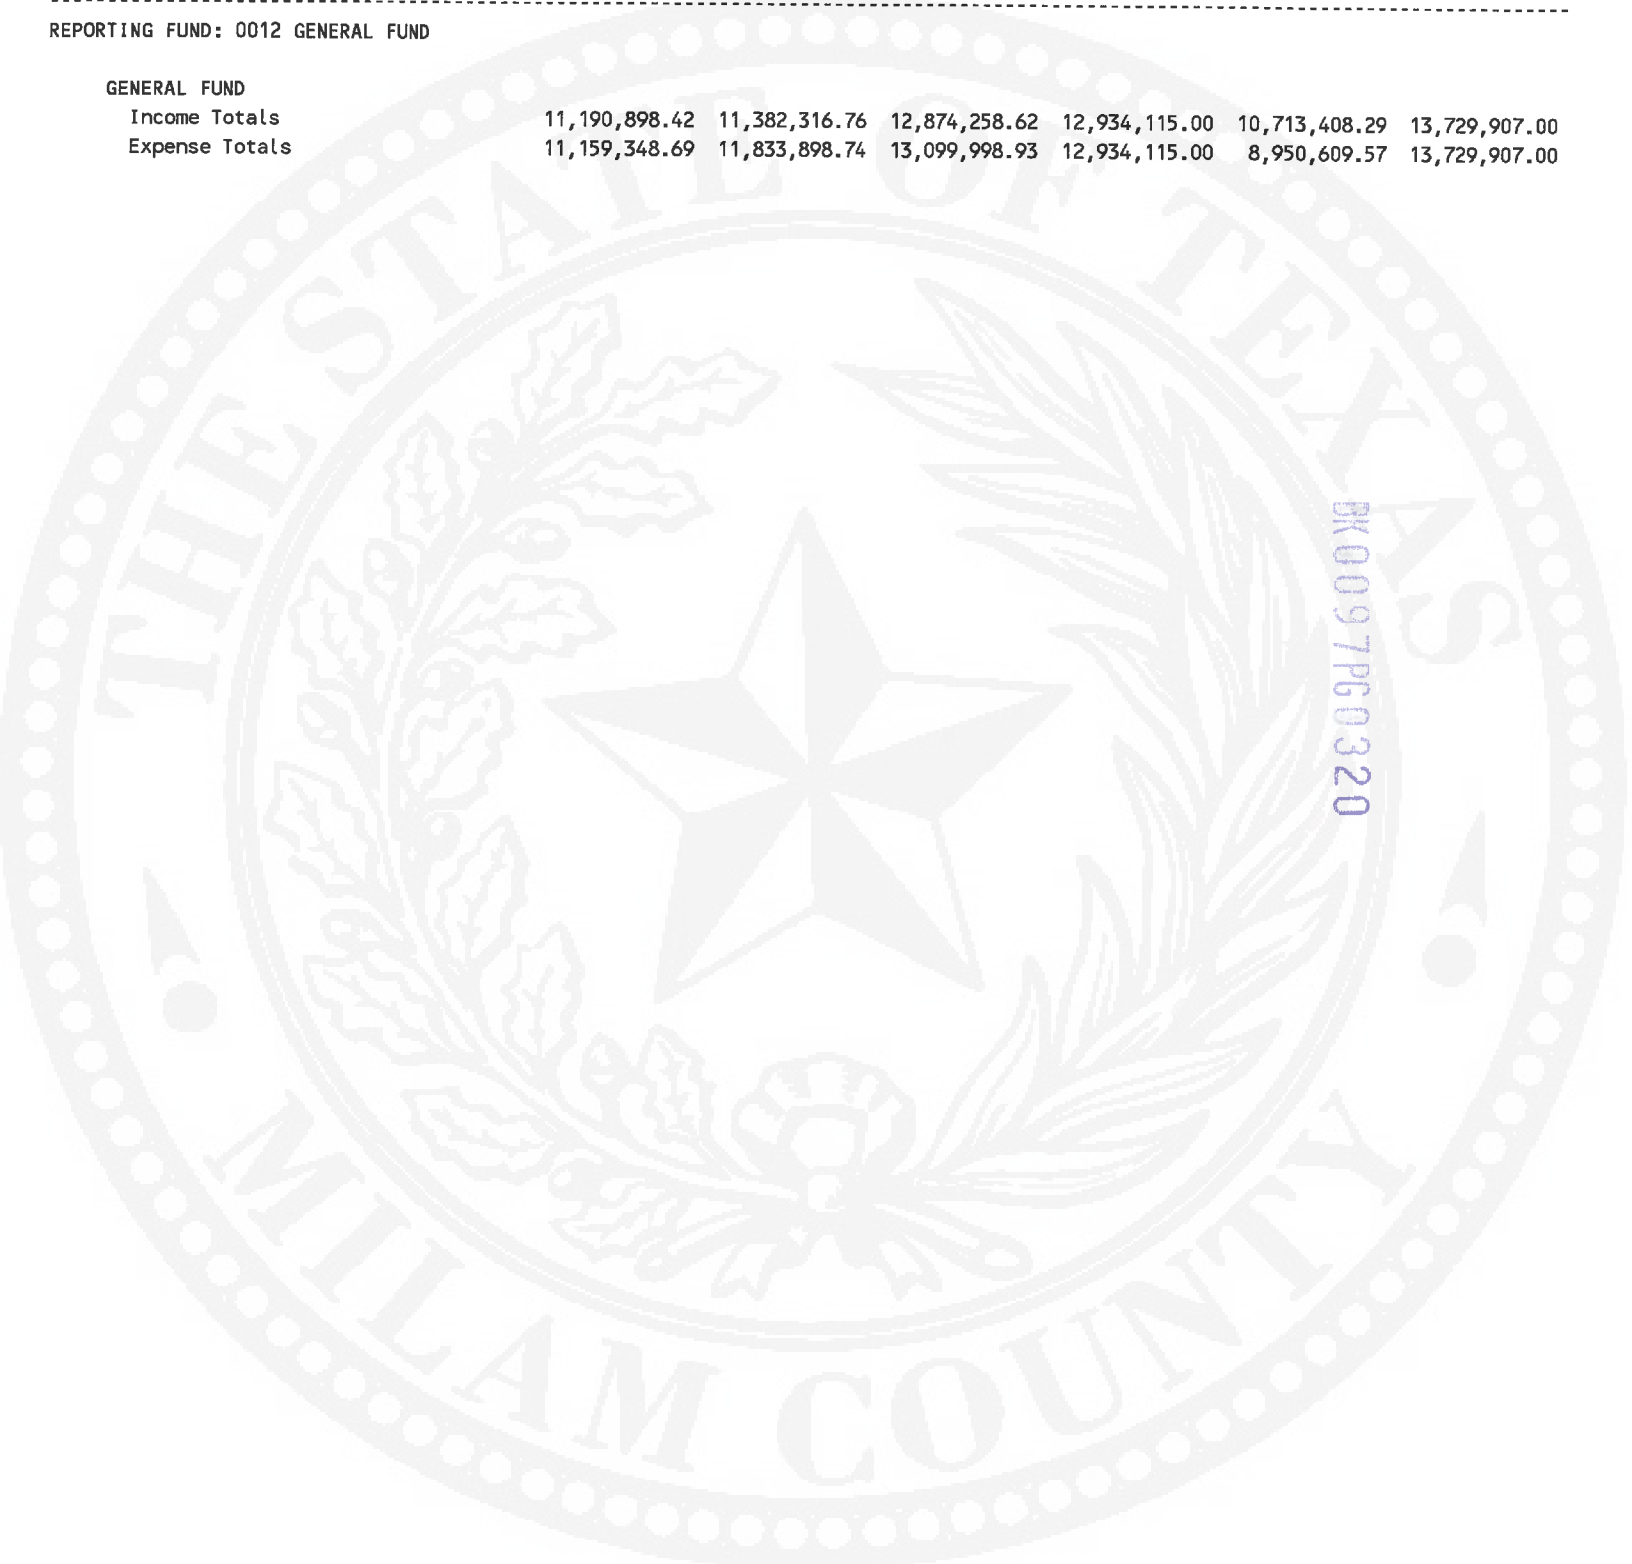 REPORTING FUND: 0012 GENERAL FUND
GENERAL FUND
Income Totals 11,190,898.42 11,382,316.76 12,874,258.62 12,934,115.00 10,713,408.29 13,729,907.00
Expense Totals 11,159,348.69 11,833,898.74 13,099,998.93 12,934,115.00 8,950,609.57 13,729,907.00
THE STATE OF TEXAS
BK0097PG0320
MILAM COUNTY